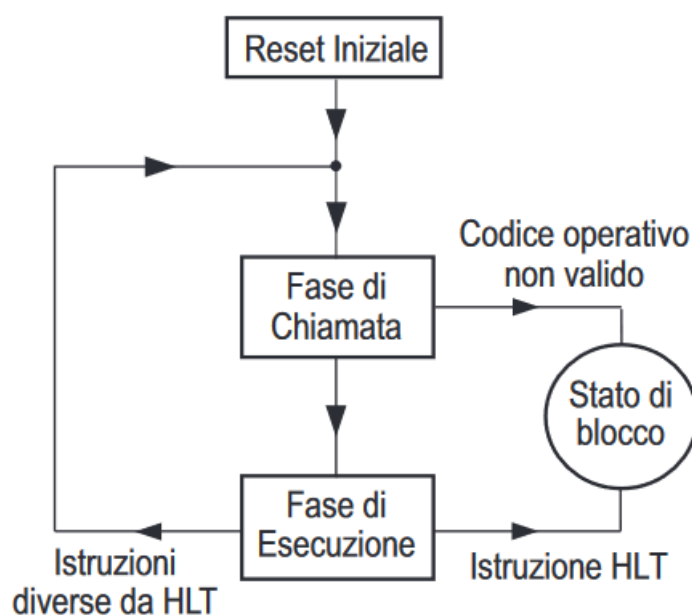 Reset Iniziale
Codice operativo
non valido
Fase di
Chiamata
Stato di
blocco
Fase di
Esecuzione
Istruzioni
diverse da HLT
Istruzione HLT